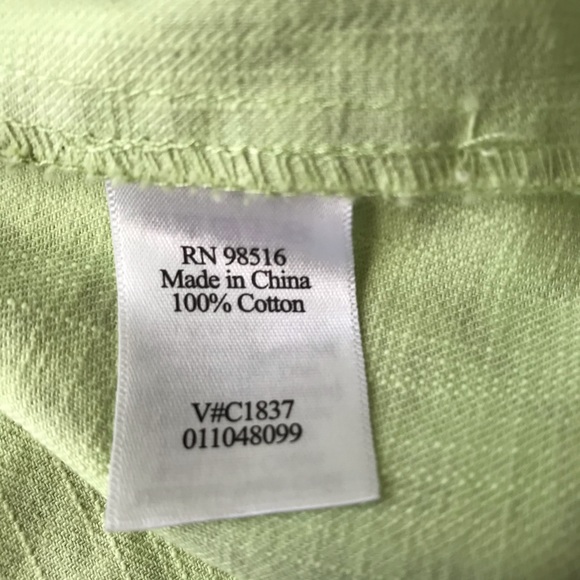 RN 98516
Made in China
100% Cotton
V#C1837
011048099